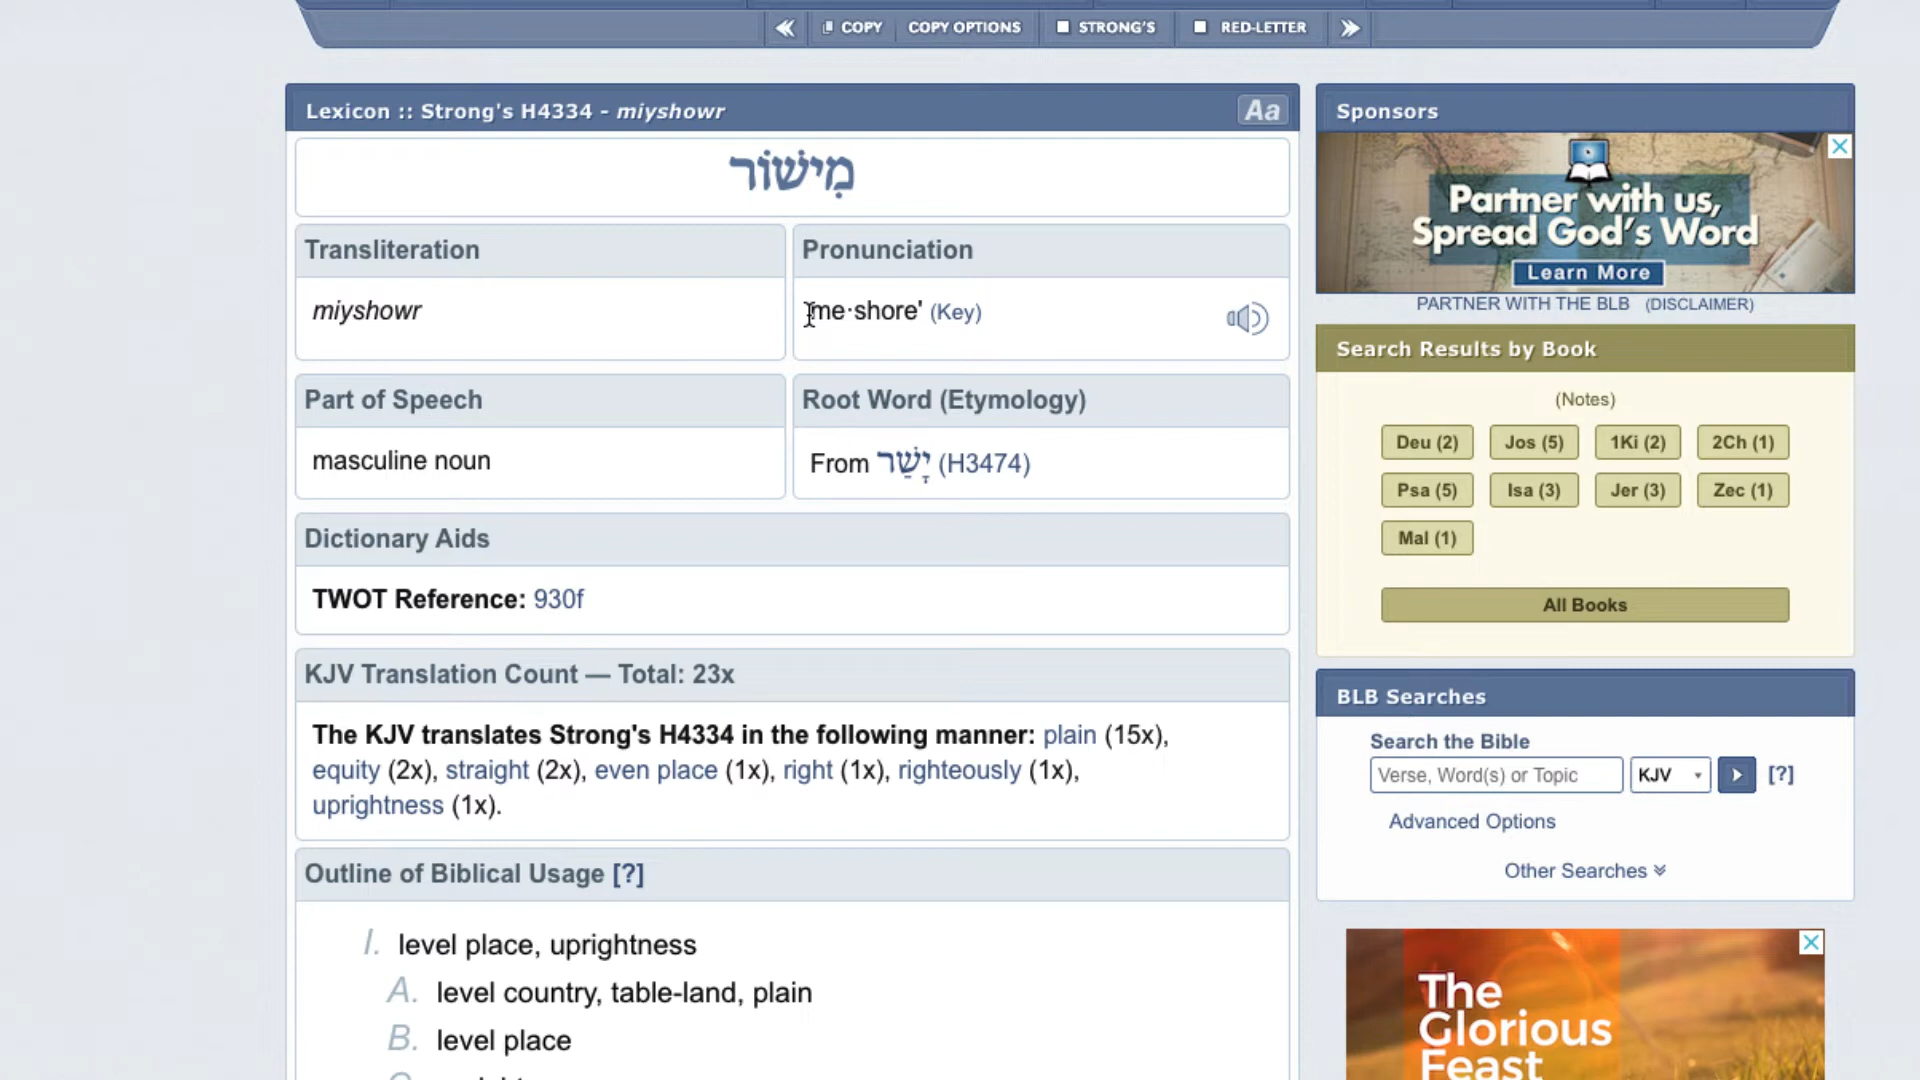 COPY COPY OPTIONS STRONG'S RED-LETTER
Lexicon :: Strong's H4334 - miyshowr Aa
מִישׁוֹר
Transliteration
miyshowr
Pronunciation
me·shore' (Key)
Part of Speech
masculine noun
Root Word (Etymology)
From יָשַׁר (H3474)
Dictionary Aids
TWOT Reference: 930f
KJV Translation Count — Total: 23x
The KJV translates Strong's H4334 in the following manner: plain (15x),
equity (2x), straight (2x), even place (1x), right (1x), righteously (1x),
uprightness (1x).
Outline of Biblical Usage [?]
I. level place, uprightness
A. level country, table-land, plain
B. level place
Sponsors
Partner with us,
Spread God's Word
Learn More
PARTNER WITH THE BLB (DISCLAIMER)
Search Results by Book
(Notes)
Deu (2) Jos (5) 1Ki (2) 2Ch (1)
Psa (5) Isa (3) Jer (3) Zec (1)
Mal (1)
All Books
BLB Searches
Search the Bible
Verse, Word(s) or Topic KJV [?]
Advanced Options
Other Searches
The
Glorious
Feast